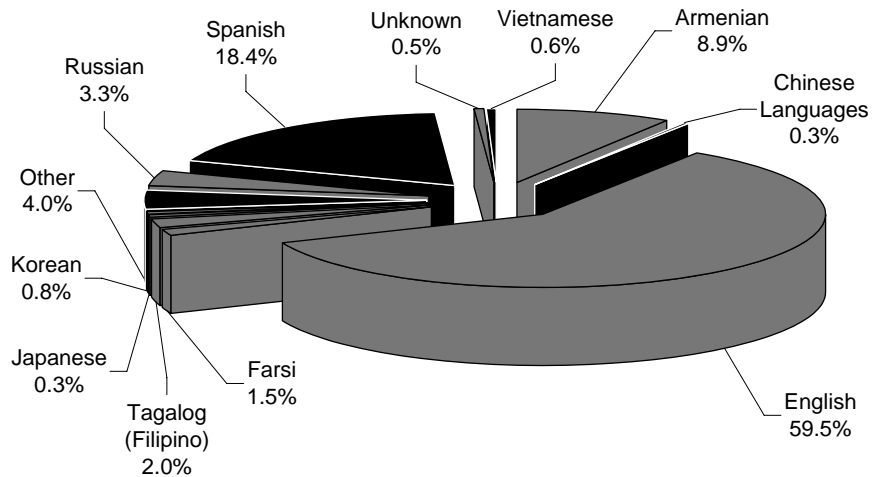 Unknown
0.5%
Vietnamese
0.6%
Armenian
8.9%
Spanish
18.4%
Chinese
Languages
0.3%
Russian
3.3%
Other
4.0%
Korean
0.8%
Japanese
0.3%
Farsi
1.5%
Tagalog
(Filipino)
2.0%
English
59.5%